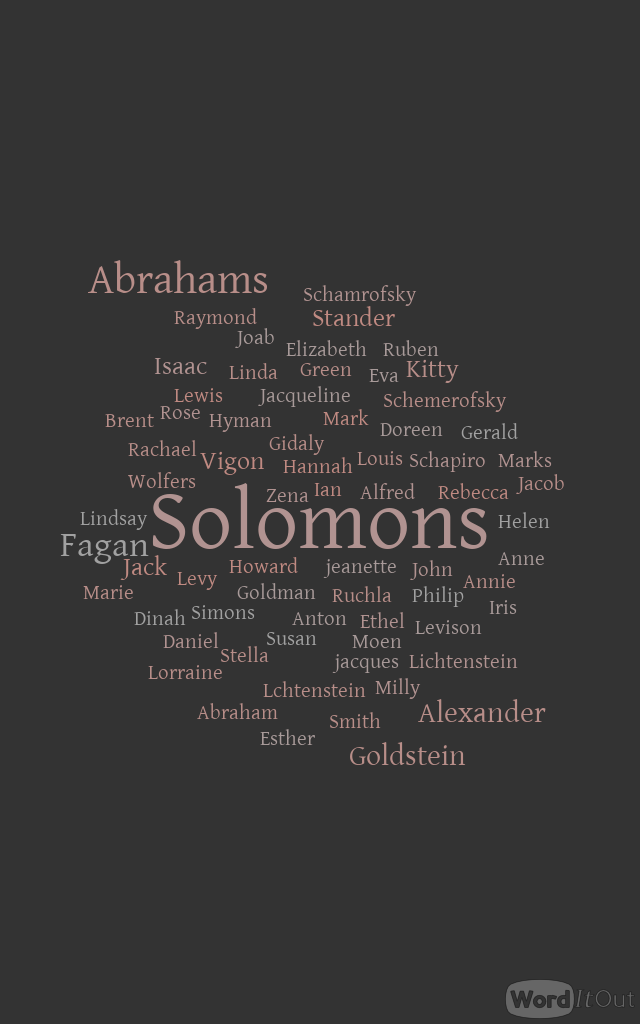 Abrahams
Schamrofsky
Raymond
Stander
Joab
Elizabeth
Ruben
Isaac
Linda
Green
Eva
Kitty
Lewis
Jacqueline
Schemerofsky
Brent
Rose
Hyman
Mark
Doreen
Gerald
Rachael
Vigon
Gidaly
Hannah
Louis
Schapiro
Marks
Wolfers
Zena
Ian
Alfred
Rebecca
Jacob
Lindsay
Solomons
Helen
Fagan
Jack
Levy
Howard
jeanette
John
Anne
Annie
Marie
Goldman
Ruchla
Philip
Iris
Dinah
Simons
Anton
Ethel
Levison
Daniel
Stella
Susan
Moen
Lorraine
jacques
Lichtenstein
Lchtenstein
Milly
Abraham
Smith
Alexander
Esther
Goldstein
WordItOut